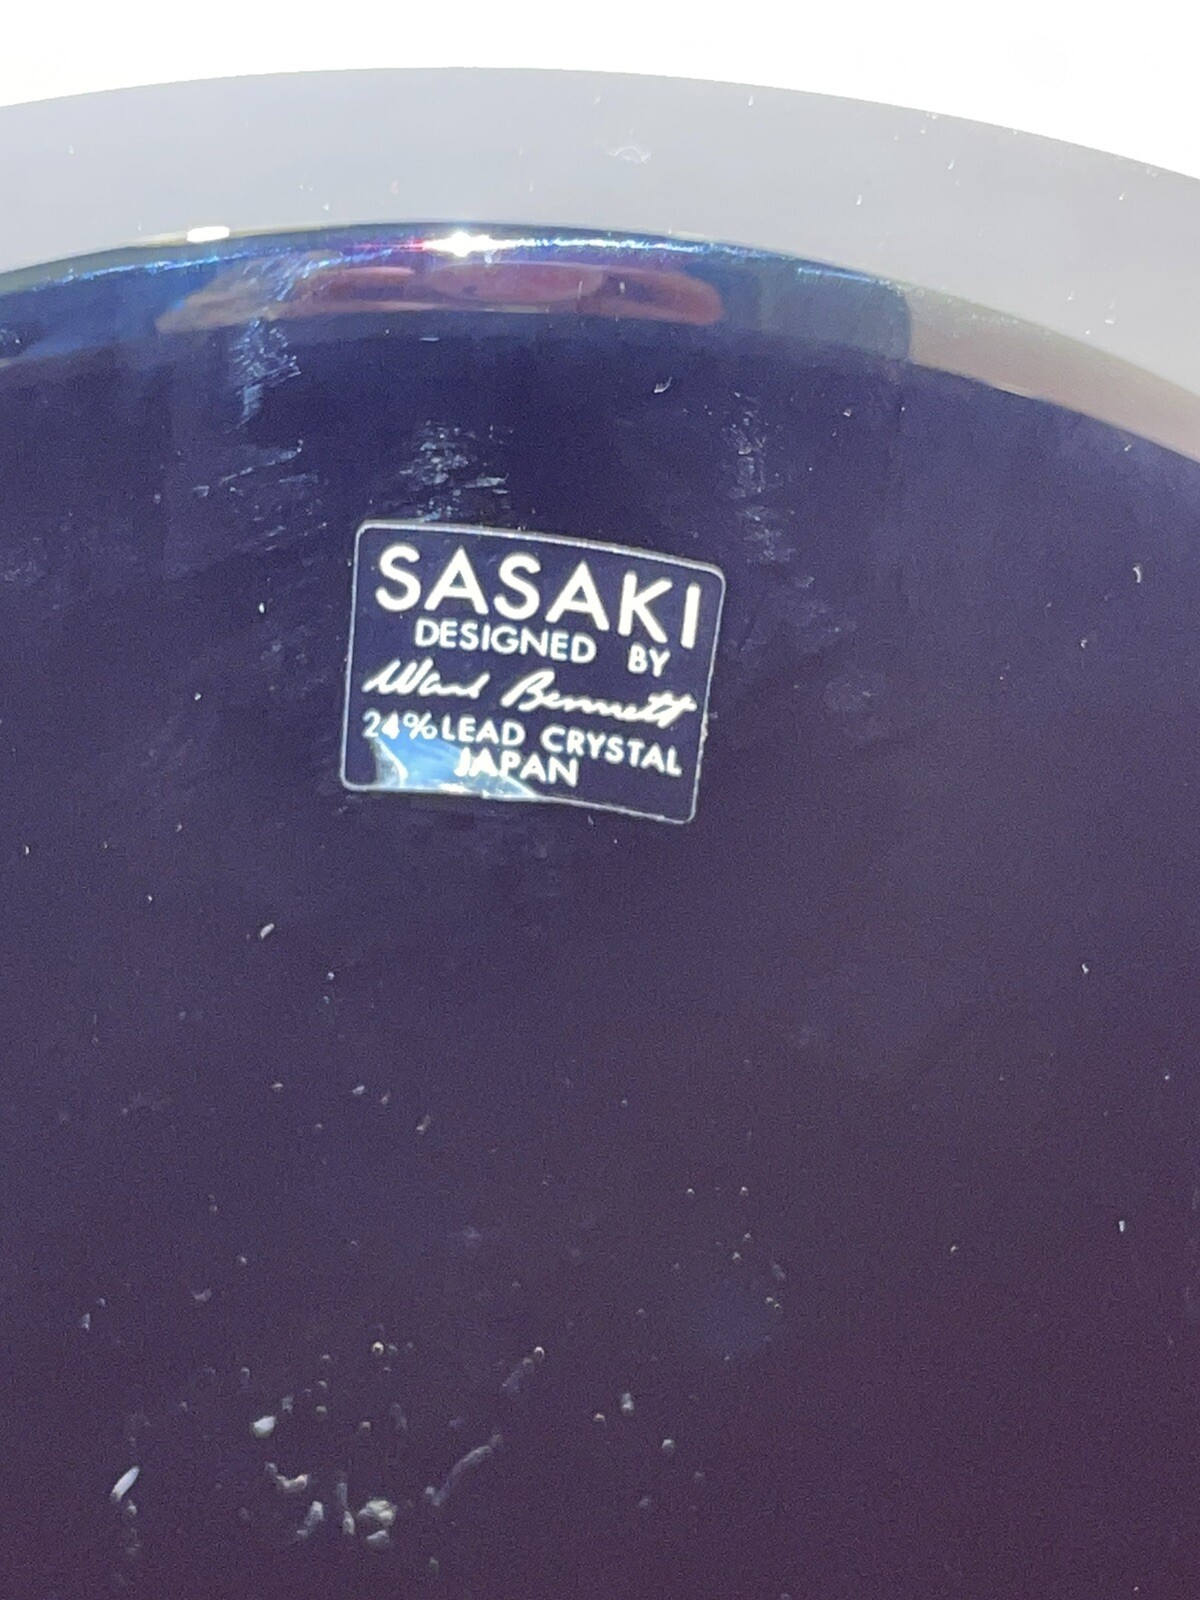 SASAKI
DESIGNED BY
Ward Bennett
24% LEAD CRYSTAL
JAPAN